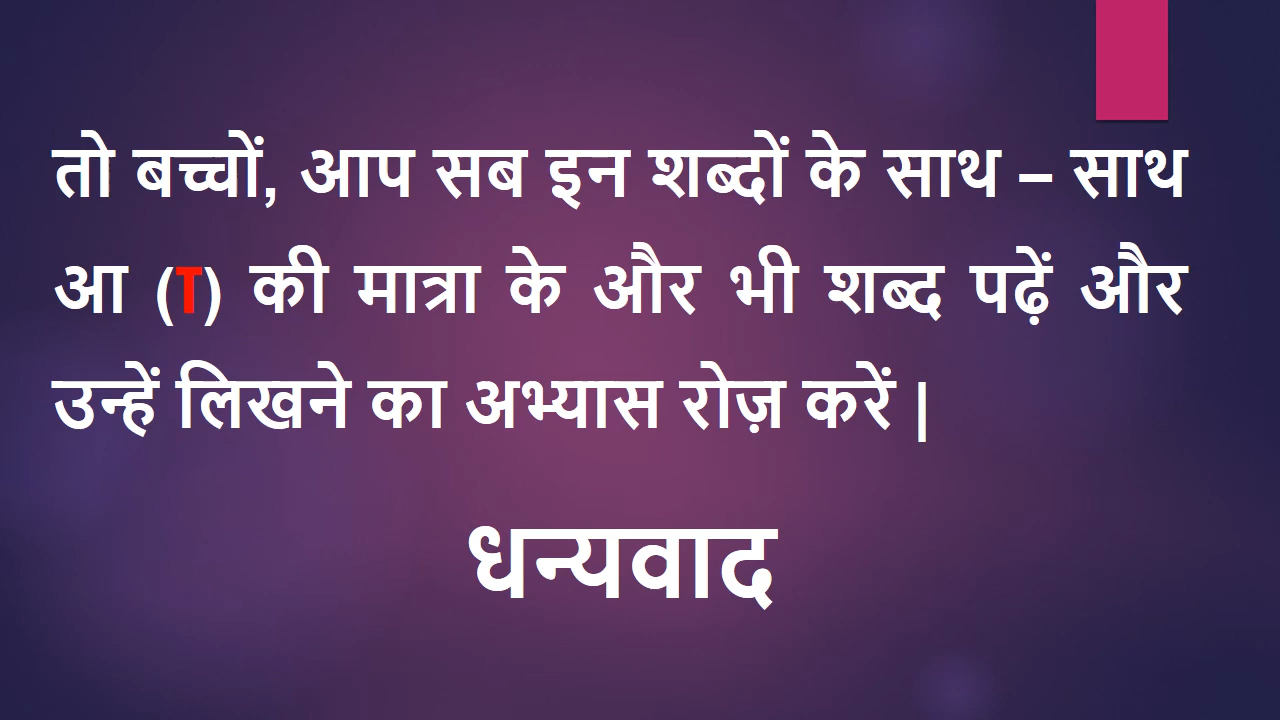 तो बच्चों, आप सब इन शब्दों के साथ – साथ
आ (T) की मात्रा के और भी शब्द पढ़ें और
उन्हें लिखने का अभ्यास रोज़ करें |
धन्यवाद